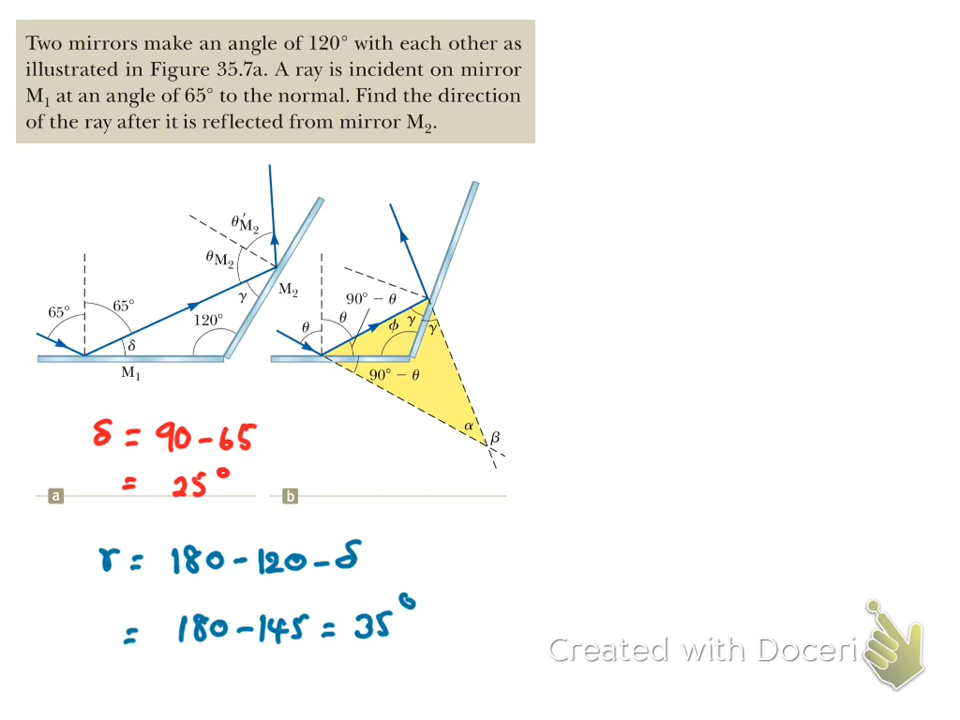 Two mirrors make an angle of 120° with each other as
illustrated in Figure 35.7a. A ray is incident on mirror
M₁ at an angle of 65° to the normal. Find the direction
of the ray after it is reflected from mirror M₂.
θ′M₂
θM₂
65°
65°
γ
M₂
120°
δ
M₁
90° − θ
θ
θ
ϕ
γ
γ
90° − θ
α
β
δ = 90 - 65
= 25°
a
b
γ = 180 - 120 - δ
= 180 - 145 = 35°
Created with Doceri